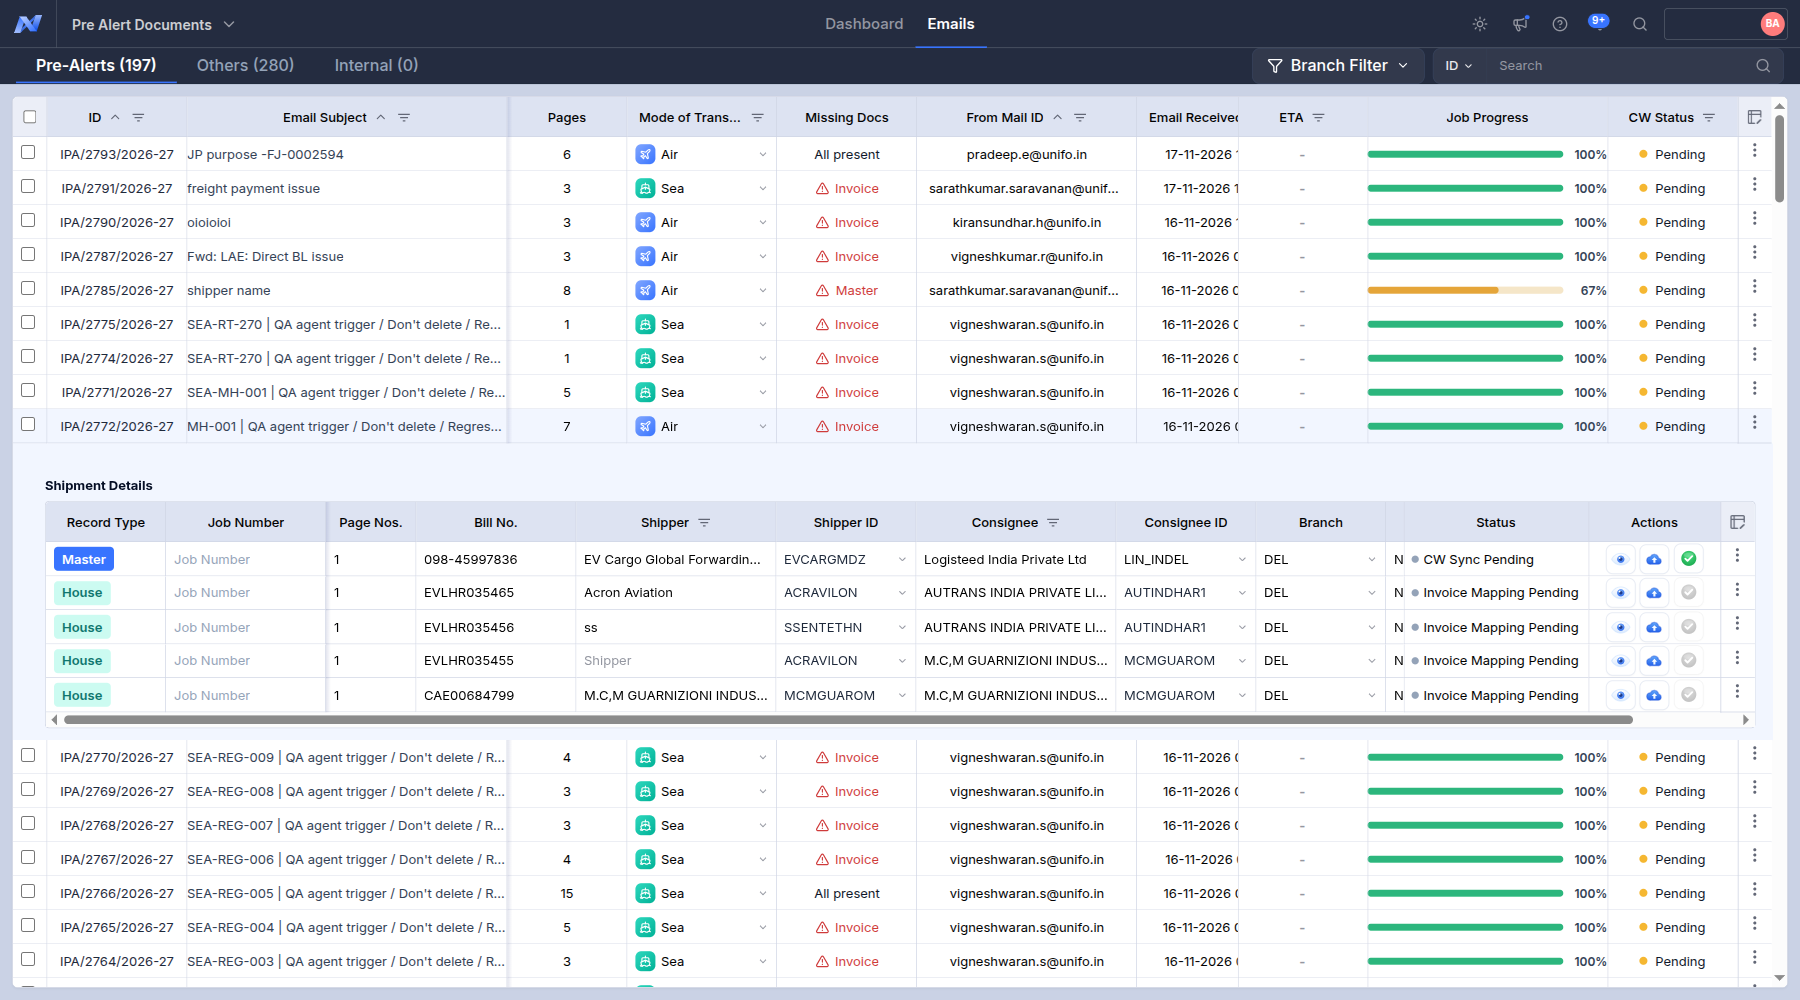 Pre Alert Documents Dashboard Emails 9+ BA
Pre-Alerts (197) Others (280) Internal (0) Branch Filter ID Search
ID Email Subject Pages Mode of Trans... Missing Docs From Mail ID Email Received ETA Job Progress CW Status
IPA/2793/2026-27 JP purpose -FJ-0002594 6 Air All present pradeep.e@unifo.in 17-11-2026 - 100% Pending
IPA/2791/2026-27 freight payment issue 3 Sea Invoice sarathkumar.saravanan@unif... 17-11-2026 1 - 100% Pending
IPA/2790/2026-27 oioioioi 3 Air Invoice kiransundhar.h@unifo.in 16-11-2026 - 100% Pending
IPA/2787/2026-27 Fwd: LAE: Direct BL issue 3 Air Invoice vigneshkumar.r@unifo.in 16-11-2026 - 100% Pending
IPA/2785/2026-27 shipper name 8 Air Master sarathkumar.saravanan@unif... 16-11-2026 - 67% Pending
IPA/2775/2026-27 SEA-RT-270 | QA agent trigger / Don't delete / Re... 1 Sea Invoice vigneshwaran.s@unifo.in 16-11-2026 - 100% Pending
IPA/2774/2026-27 SEA-RT-270 | QA agent trigger / Don't delete / Re... 1 Sea Invoice vigneshwaran.s@unifo.in 16-11-2026 - 100% Pending
IPA/2771/2026-27 SEA-MH-001 | QA agent trigger / Don't delete / Re... 5 Sea Invoice vigneshwaran.s@unifo.in 16-11-2026 - 100% Pending
IPA/2772/2026-27 MH-001 | QA agent trigger / Don't delete / Regres... 7 Air Invoice vigneshwaran.s@unifo.in 16-11-2026 - 100% Pending
Shipment Details
Record Type Job Number Page Nos. Bill No. Shipper Shipper ID Consignee Consignee ID Branch Status Actions
Master Job Number 1 098-45997836 EV Cargo Global Forwardin... EVCARGMDZ Logisteed India Private Ltd LIN_INDEL DEL N CW Sync Pending
House Job Number 1 EVLHR035465 Acron Aviation ACRAVILON AUTRANS INDIA PRIVATE LI... AUTINDHAR1 DEL N Invoice Mapping Pending
House Job Number 1 EVLHR035456 ss SSENTETHN AUTRANS INDIA PRIVATE LI... AUTINDHAR1 DEL N Invoice Mapping Pending
House Job Number 1 EVLHR035455 Shipper ACRAVILON M.C,M GUARNIZIONI INDUS... MCMGUAROM DEL N Invoice Mapping Pending
House Job Number 1 CAE00684799 M.C,M GUARNIZIONI INDUS... MCMGUAROM M.C,M GUARNIZIONI INDUS... MCMGUAROM DEL N Invoice Mapping Pending
IPA/2770/2026-27 SEA-REG-009 | QA agent trigger / Don't delete / R... 4 Sea Invoice vigneshwaran.s@unifo.in 16-11-2026 - 100% Pending
IPA/2769/2026-27 SEA-REG-008 | QA agent trigger / Don't delete / R... 3 Sea Invoice vigneshwaran.s@unifo.in 16-11-2026 - 100% Pending
IPA/2768/2026-27 SEA-REG-007 | QA agent trigger / Don't delete / R... 3 Sea Invoice vigneshwaran.s@unifo.in 16-11-2026 - 100% Pending
IPA/2767/2026-27 SEA-REG-006 | QA agent trigger / Don't delete / R... 4 Sea Invoice vigneshwaran.s@unifo.in 16-11-2026 - 100% Pending
IPA/2766/2026-27 SEA-REG-005 | QA agent trigger / Don't delete / R... 15 Sea All present vigneshwaran.s@unifo.in 16-11-2026 - 100% Pending
IPA/2765/2026-27 SEA-REG-004 | QA agent trigger / Don't delete / R... 5 Sea Invoice vigneshwaran.s@unifo.in 16-11-2026 - 100% Pending
IPA/2764/2026-27 SEA-REG-003 | QA agent trigger / Don't delete / R... 3 Sea Invoice vigneshwaran.s@unifo.in 16-11-2026 - 100% Pending